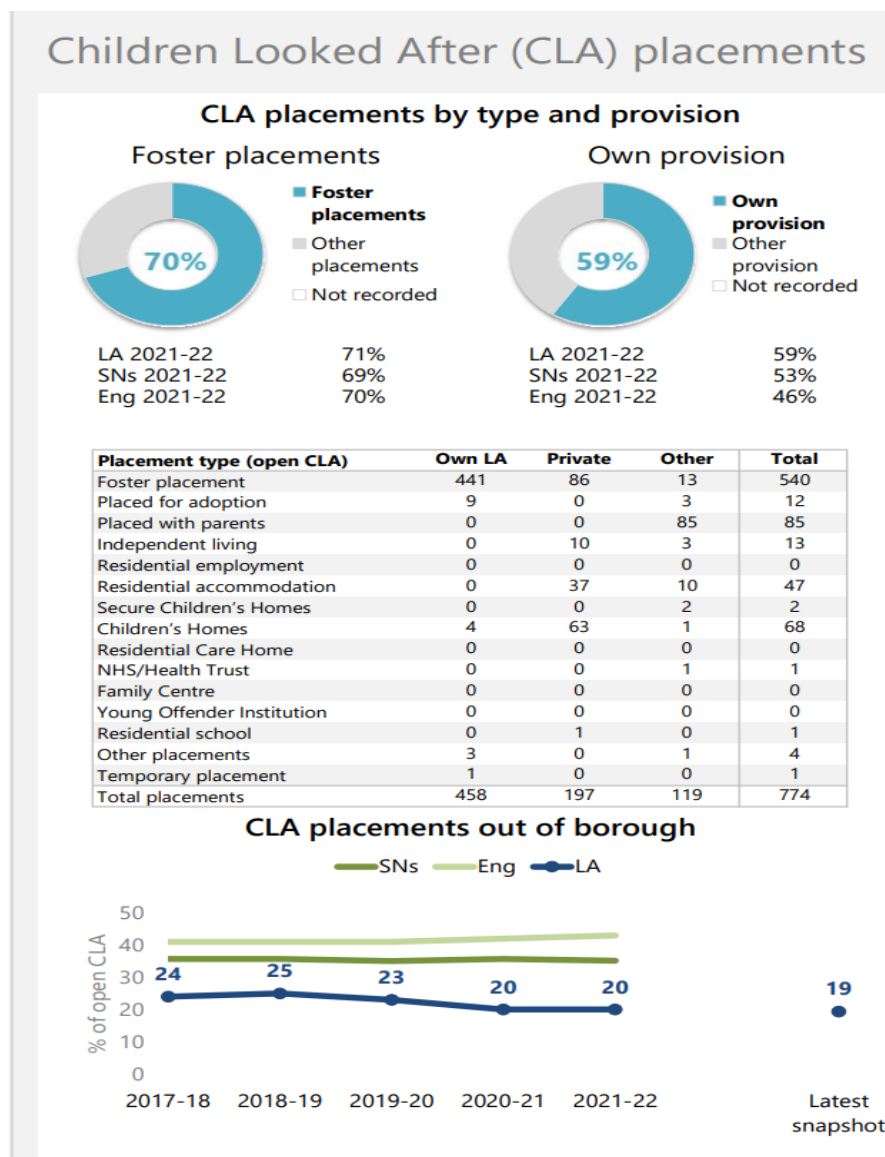 Children Looked After (CLA) placements
CLA placements by type and provision
Foster placements
70%
Foster
placements
Other
placements
Not recorded
LA 2021-22 71%
SNs 2021-22 69%
Eng 2021-22 70%
Own provision
59%
Own
provision
Other
provision
Not recorded
LA 2021-22 59%
SNs 2021-22 53%
Eng 2021-22 46%
Placement type (open CLA) Own LA Private Other Total
Foster placement 441 86 13 540
Placed for adoption 9 0 3 12
Placed with parents 0 0 85 85
Independent living 0 10 3 13
Residential employment 0 0 0 0
Residential accommodation 0 37 10 47
Secure Children's Homes 0 0 2 2
Children's Homes 4 63 1 68
Residential Care Home 0 0 0 0
NHS/Health Trust 0 0 1 1
Family Centre 0 0 0 0
Young Offender Institution 0 0 0 0
Residential school 0 1 0 1
Other placements 3 0 1 4
Temporary placement 1 0 0 1
Total placements 458 197 119 774
CLA placements out of borough
SNs Eng LA
% of open CLA
50
40
30
20
10
0
24 25 23 20 20 19
2017-18 2018-19 2019-20 2020-21 2021-22 Latest
snapshot